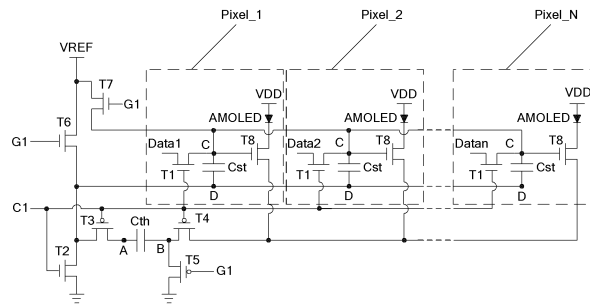 Pixel_1 Pixel_2 Pixel_N
VREF
T7
G1
VDD VDD VDD
AMOLED AMOLED AMOLED
T6
G1
Data1 C T8 Data2 C T8 Datan C T8
T1 Cst T1 Cst T1 Cst
D D D
C1
T3 Cth T4
T2 A B T5
G1